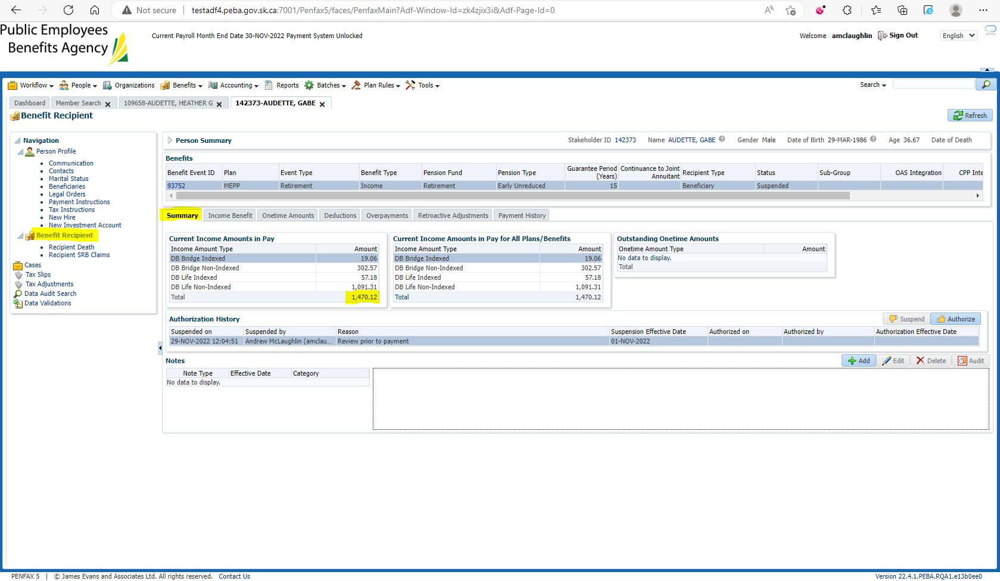 Not secure | testadf4.peba.gov.sk.ca:7001/Penfax5/faces/PenfaxMain?Adf-Window-Id=zk4zjix3i&Adf-Page-Id=0
Public Employees
Benefits Agency
Current Payroll Month End Date 30-NOV-2022 Payment System Unlocked
Welcome amclaughlin Sign Out English
Workflow People Organizations Benefits Accounting Reports Batches Plan Rules Tools Search
Dashboard Member Search 109658-AUDETTE, HEATHER G 142373-AUDETTE, GABE
Benefit Recipient Refresh
Navigation
Person Profile
Communication
Contacts
Marital Status
Beneficiaries
Legal Orders
Payment Instructions
Tax Instructions
New Hire
New Investment Account
Benefit Recipient
Recipient Death
Recipient SRB Claims
Cases
Tax Slips
Tax Adjustments
Data Audit Search
Data Validations
Person Summary Stakeholder ID 142373 Name AUDETTE, GABE Gender Male Date of Birth 29-MAR-1986 Age 36.67 Date of Death
Benefits
Benefit Event ID Plan Event Type Benefit Type Pension Fund Pension Type Guarantee Period (Years) Continuance to Joint Annuitant Recipient Type Status Sub-Group OAS Integration CPP Inte
93752 MEPP Retirement Income Retirement Early Unreduced 15 Beneficiary Suspended
Summary Income Benefit Onetime Amounts Deductions Overpayments Retroactive Adjustments Payment History
Current Income Amounts in Pay
Income Amount Type Amount
DB Bridge Indexed 19.06
DB Bridge Non-Indexed 302.57
DB Life Indexed 57.18
DB Life Non-Indexed 1,091.31
Total 1,470.12
Current Income Amounts in Pay for All Plans/Benefits
Income Amount Type Amount
DB Bridge Indexed 19.06
DB Bridge Non-Indexed 302.57
DB Life Indexed 57.18
DB Life Non-Indexed 1,091.31
Total 1,470.12
Outstanding Onetime Amounts
Onetime Amount Type Amount
No data to display.
Total
Authorization History Suspend Authorize
Suspended on Suspended by Reason Suspension Effective Date Authorized on Authorized by Authorization Effective Date
29-NOV-2022 12:04:51 Andrew McLaughlin (amclau... Review prior to payment 01-NOV-2022
Notes Add Edit Delete Audit
Note Type Effective Date Category
No data to display.
PENFAX 5 | © James Evans and Associates Ltd. All rights reserved. Contact Us Version 22.4.1.PEBA.RQA1.e13b0ee0